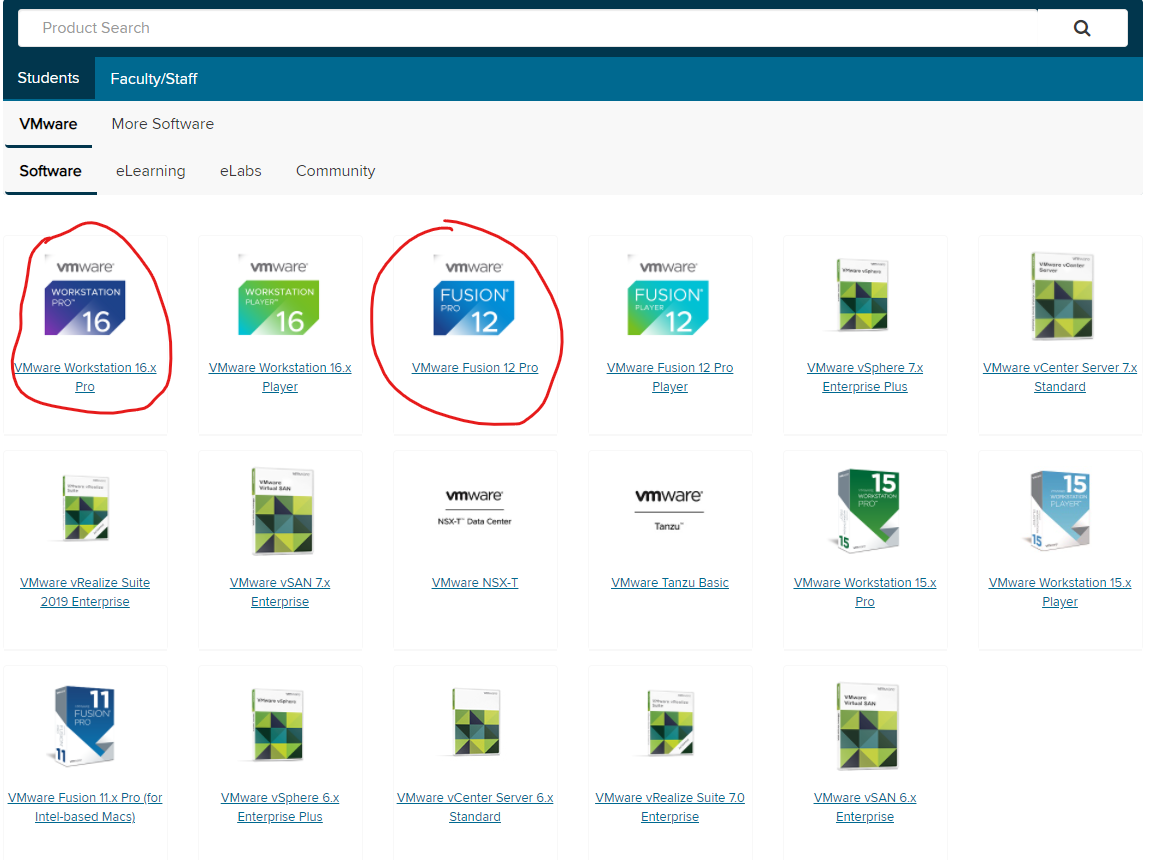 Product Search
Students Faculty/Staff
VMware More Software
Software eLearning eLabs Community
vmware®
WORKSTATION
PRO™
16
VMware Workstation 16.x
Pro
vmware®
WORKSTATION
PLAYER™
16
VMware Workstation 16.x
Player
vmware®
FUSION®
PRO
12
VMware Fusion 12 Pro
vmware®
FUSION®
PLAYER
12
VMware Fusion 12 Pro
Player
VMware vSphere
VMware vSphere 7.x
Enterprise Plus
VMware vCenter
Server
VMware vCenter Server 7.x
Standard
VMware vRealize Suite
2019 Enterprise
VMware
Virtual SAN
VMware vSAN 7.x
Enterprise
vmware®
NSX-T™ Data Center
VMware NSX-T
vmware®
Tanzu™
VMware Tanzu Basic
15
WORKSTATION
PRO™
15
VMware Workstation 15.x
Pro
15
WORKSTATION
PLAYER™
15
VMware Workstation 15.x
Player
11
FUSION®
PRO
11
VMware Fusion 11.x Pro (for
Intel-based Macs)
VMware vSphere
VMware vSphere 6.x
Enterprise Plus
VMware vCenter Server 6.x
Standard
VMware vRealize Suite 7.0
Enterprise
VMware
Virtual SAN
VMware vSAN 6.x
Enterprise